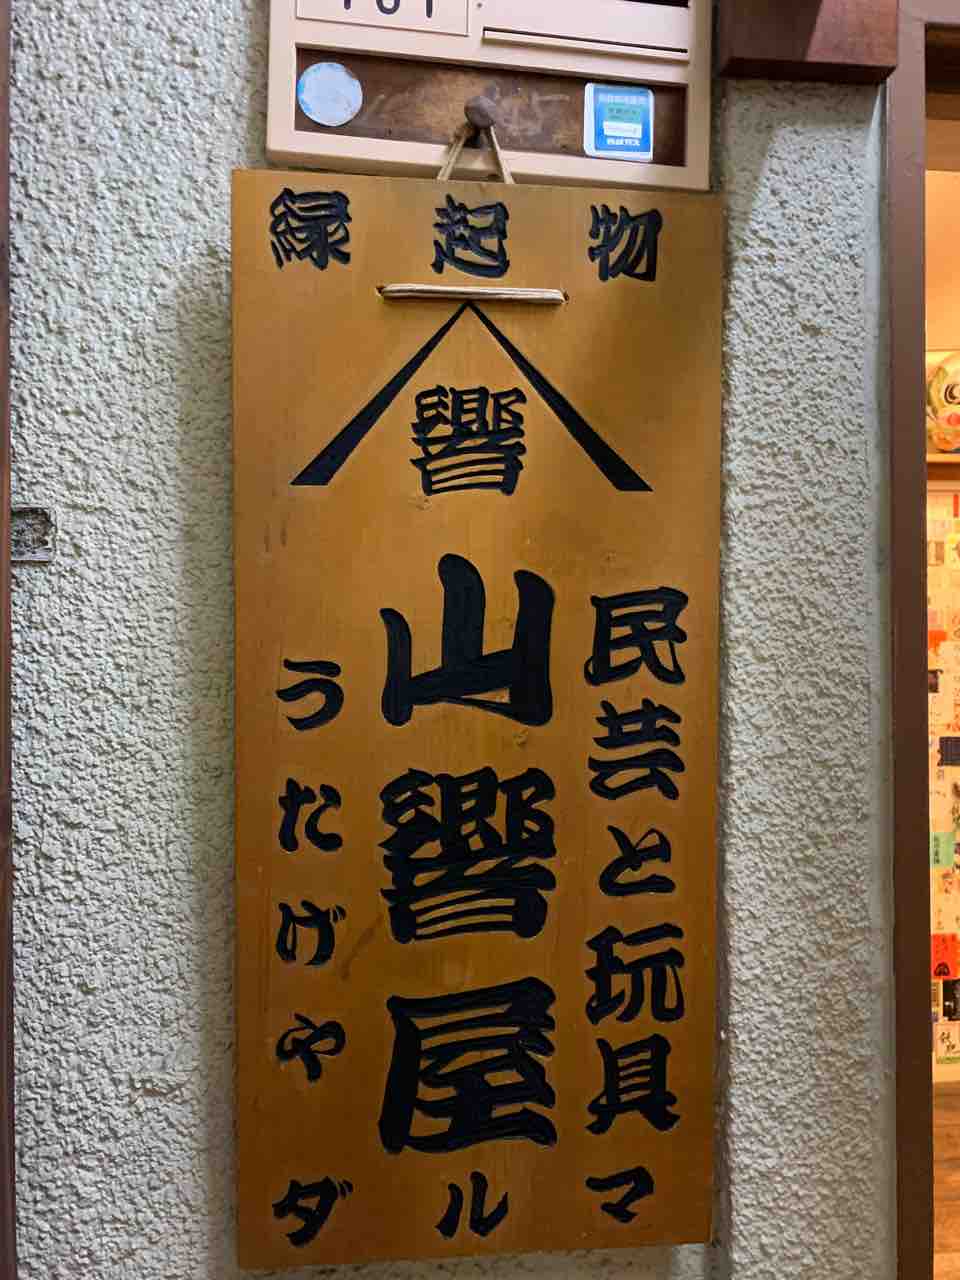 縁起物
響
民芸と玩具
山響屋
うたげや
ダルマ